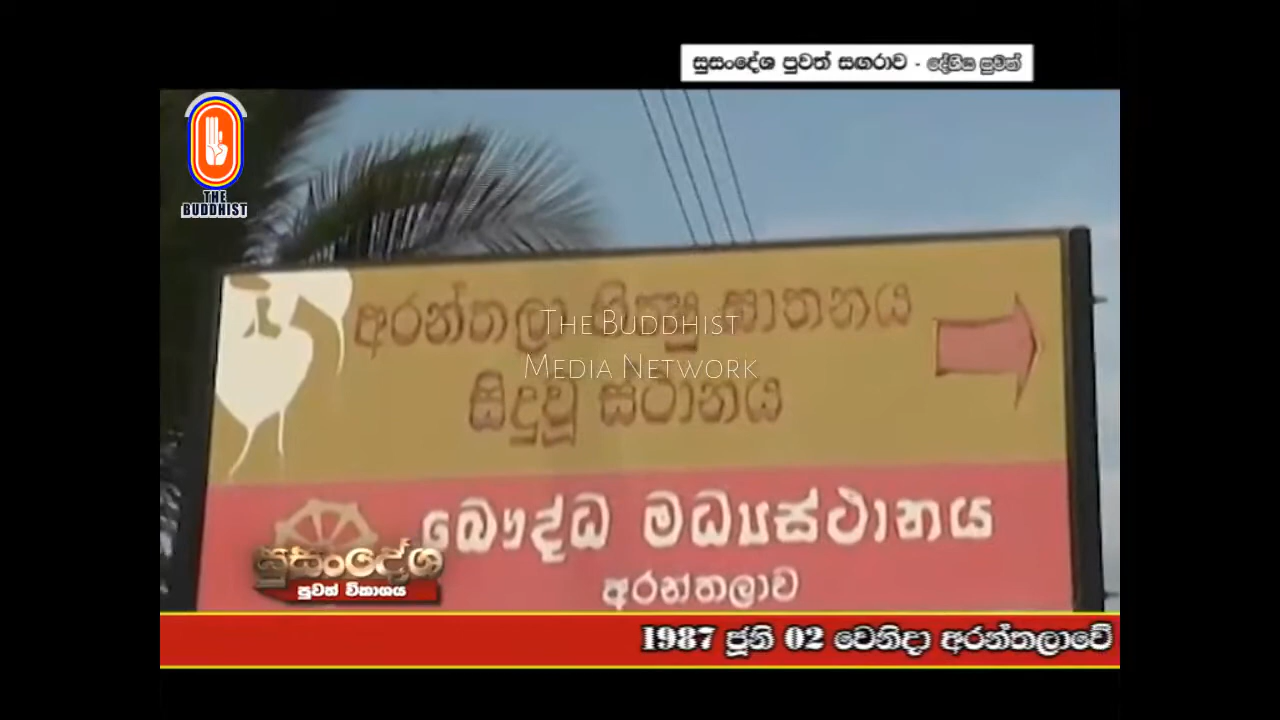 සුසංදේශ පුවත් සඟරාව - දේශීය පුවත්
THE
BUDDHIST
අරන්තලා භික්ෂු ඝාතනය
සිදුවූ ස්ථානය
The Buddhist
Media Network
බෞද්ධ මධ්‍යස්ථානය
අරන්තලාව
සුසංදේශ
පුවත් විකාශය
1987 ජූනි 02 වෙනිදා අරන්තලාවේ